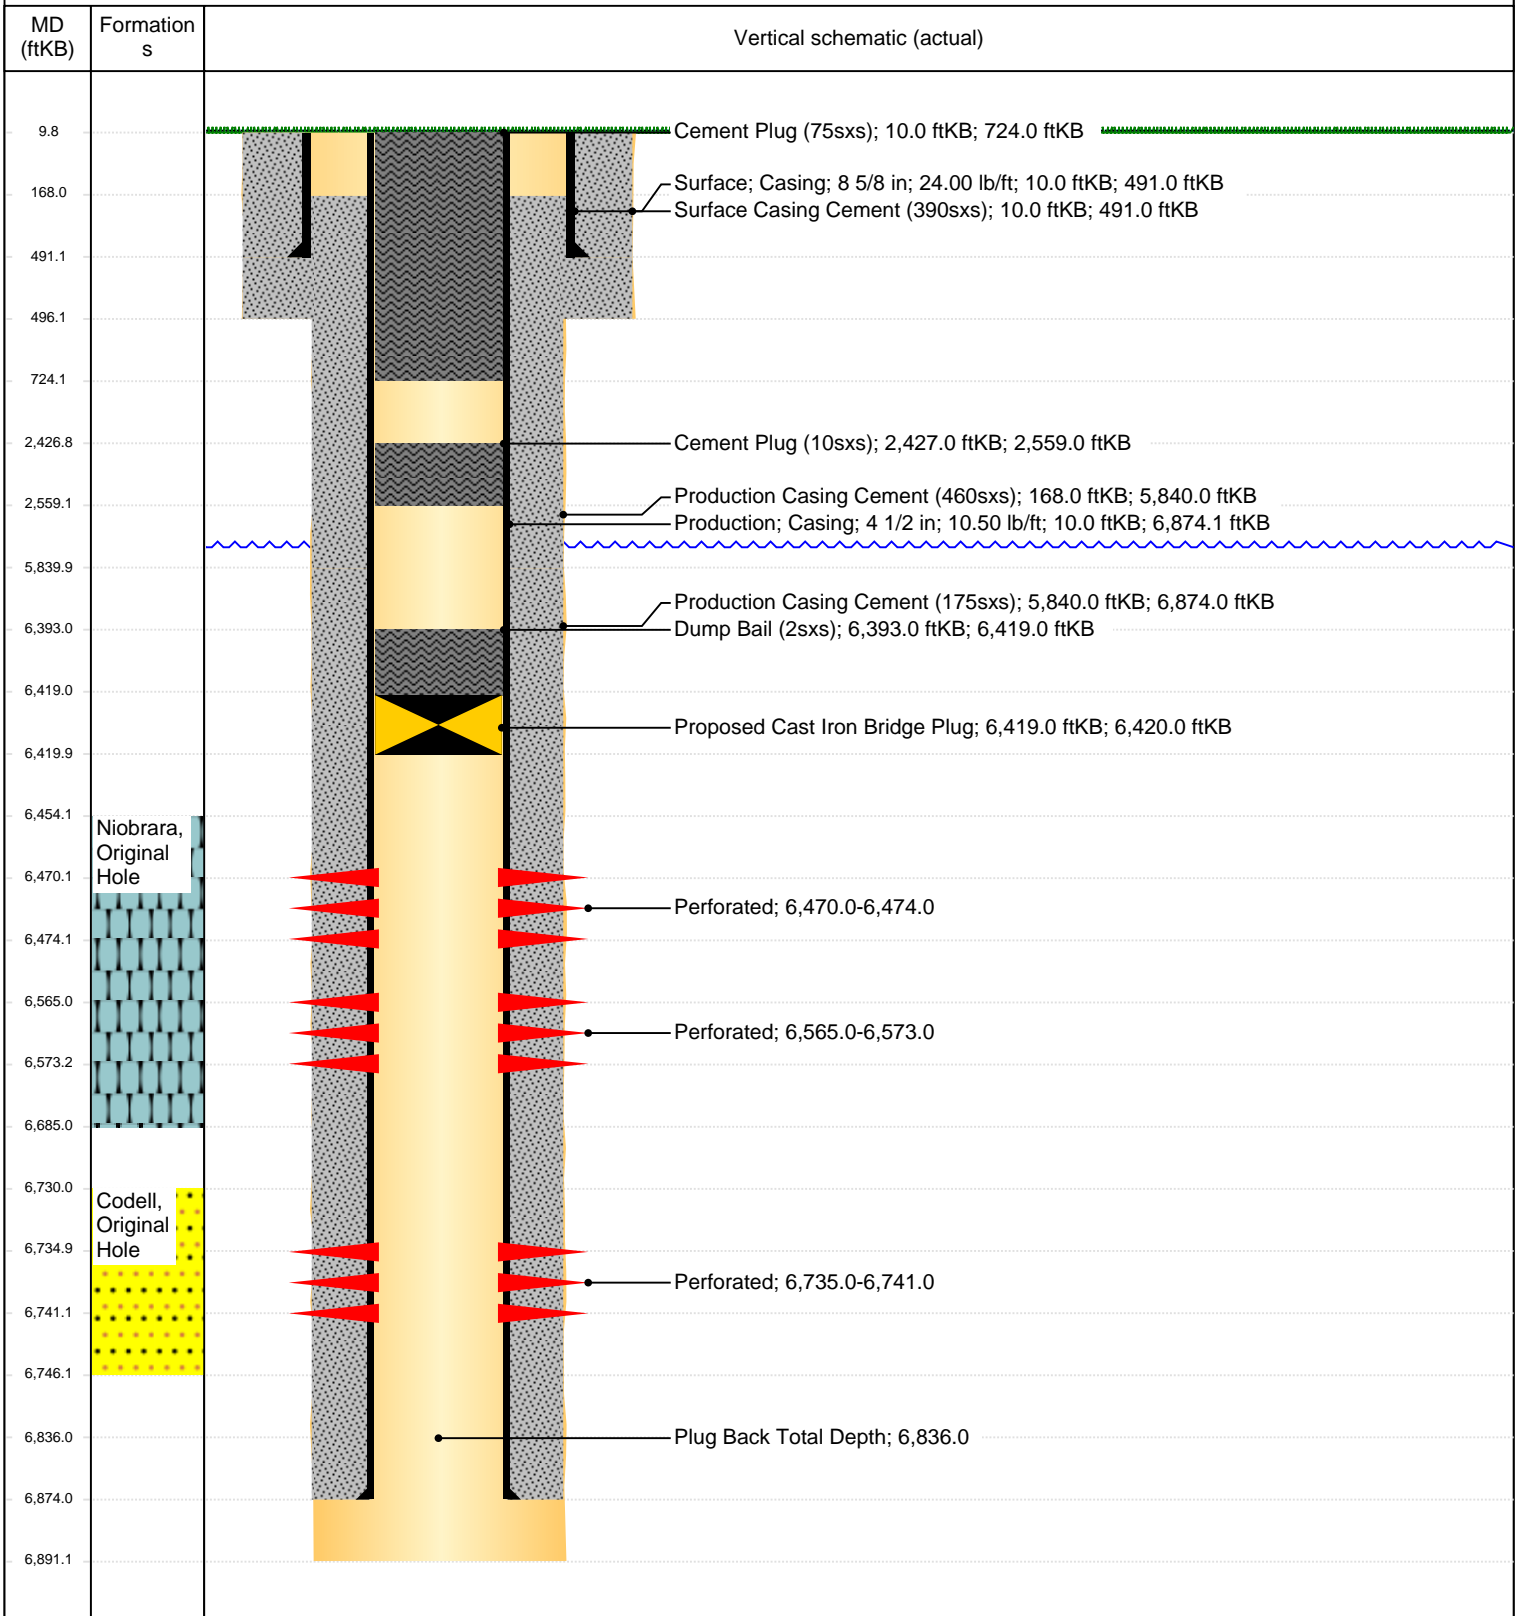 MD
(ftKB)
Formation
s
Vertical schematic (actual)
9.8
Cement Plug (75sxs); 10.0 ftKB; 724.0 ftKB
168.0
Surface; Casing; 8 5/8 in; 24.00 lb/ft; 10.0 ftKB; 491.0 ftKB
Surface Casing Cement (390sxs); 10.0 ftKB; 491.0 ftKB
491.1
496.1
724.1
2,426.8
Cement Plug (10sxs); 2,427.0 ftKB; 2,559.0 ftKB
2,559.1
Production Casing Cement (460sxs); 168.0 ftKB; 5,840.0 ftKB
Production; Casing; 4 1/2 in; 10.50 lb/ft; 10.0 ftKB; 6,874.1 ftKB
5,839.9
Production Casing Cement (175sxs); 5,840.0 ftKB; 6,874.0 ftKB
6,393.0
Dump Bail (2sxs); 6,393.0 ftKB; 6,419.0 ftKB
6,419.0
Proposed Cast Iron Bridge Plug; 6,419.0 ftKB; 6,420.0 ftKB
6,419.9
6,454.1
Niobrara,
Original
Hole
6,470.1
Perforated; 6,470.0-6,474.0
6,474.1
6,565.0
Perforated; 6,565.0-6,573.0
6,573.2
6,685.0
6,730.0
Codell,
Original
Hole
6,734.9
Perforated; 6,735.0-6,741.0
6,741.1
6,746.1
6,836.0
Plug Back Total Depth; 6,836.0
6,874.0
6,891.1